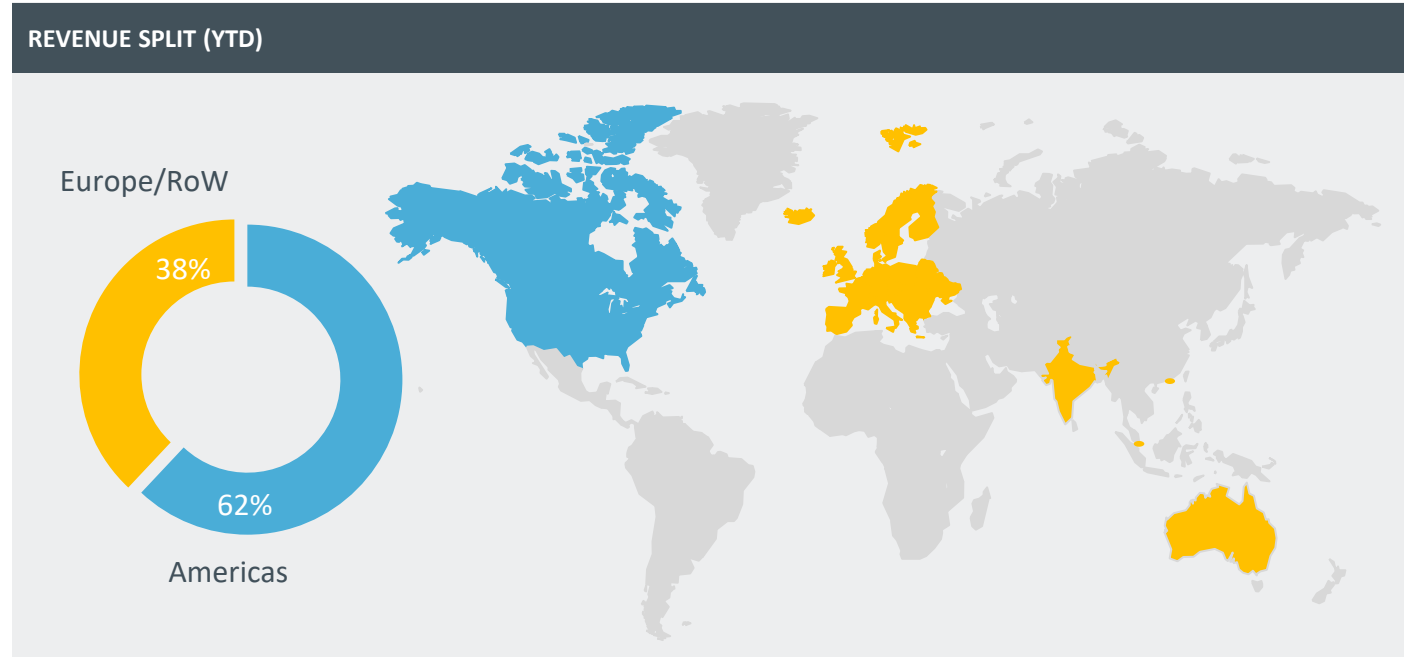 REVENUE SPLIT (YTD)
Europe/RoW
38%
62%
Americas